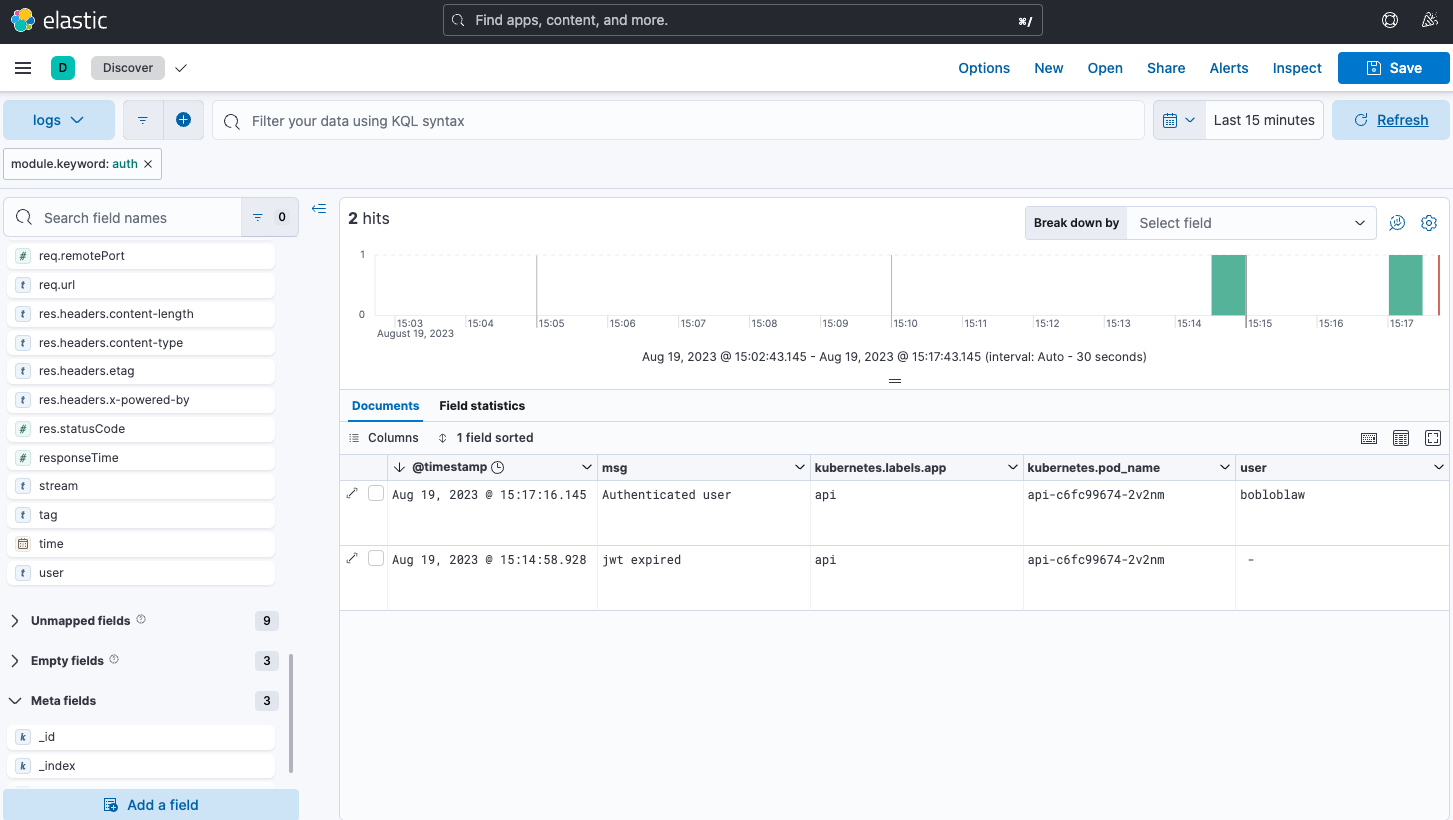 elastic
Find apps, content, and more.
⌘/
D
Discover
Options
New
Open
Share
Alerts
Inspect
Save
logs
Filter your data using KQL syntax
Last 15 minutes
Refresh
module.keyword: auth
Search field names
0
# req.remotePort
t req.url
t res.headers.content-length
t res.headers.content-type
t res.headers.etag
t res.headers.x-powered-by
# res.statusCode
# responseTime
t stream
t tag
time
t user
Unmapped fields 9
Empty fields 3
Meta fields 3
k _id
k _index
Add a field
2 hits
Break down by
Select field
1
0
15:03 15:04 15:05 15:06 15:07 15:08 15:09 15:10 15:11 15:12 15:13 15:14 15:15 15:16 15:17
August 19, 2023
Aug 19, 2023 @ 15:02:43.145 - Aug 19, 2023 @ 15:17:43.145 (interval: Auto - 30 seconds)
Documents
Field statistics
Columns
1 field sorted
@timestamp msg kubernetes.labels.app kubernetes.pod_name user
Aug 19, 2023 @ 15:17:16.145 Authenticated user api api-c6fc99674-2v2nm bobloblaw
Aug 19, 2023 @ 15:14:58.928 jwt expired api api-c6fc99674-2v2nm -